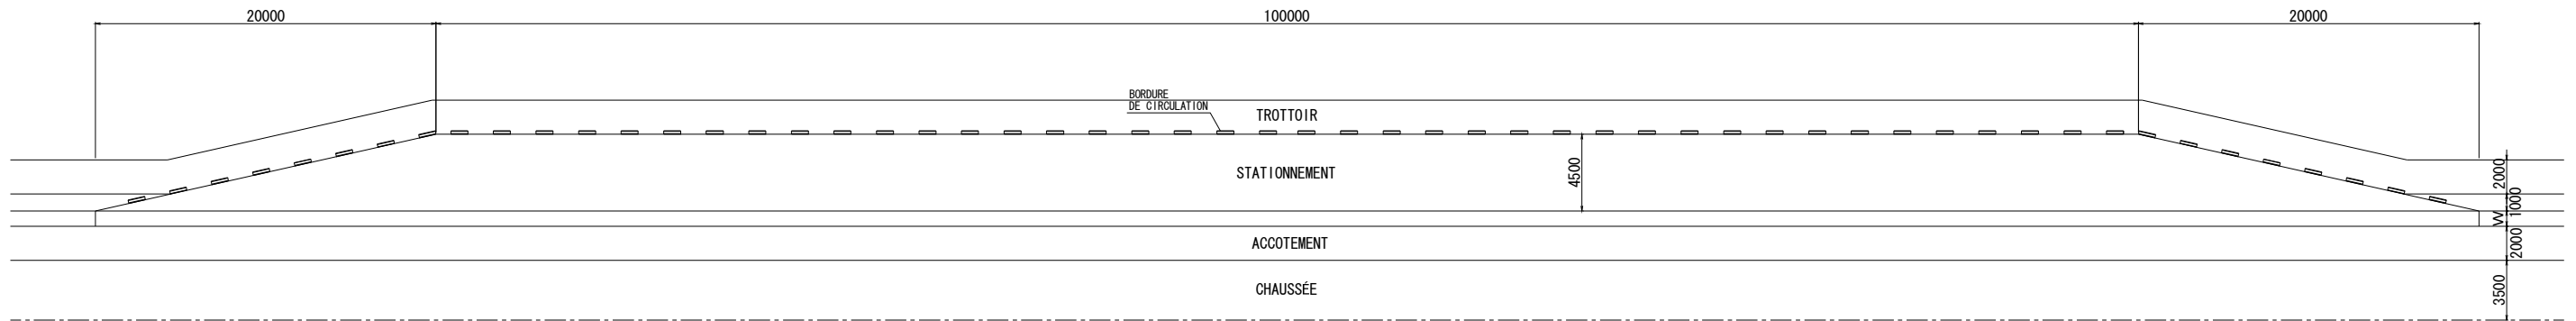 20000
100000
20000
BORDURE
DE CIRCULATION
TROTTOIR
STATIONNEMENT
4500
2000
1000
W
ACCOTEMENT
2000
CHAUSSÉE
3500